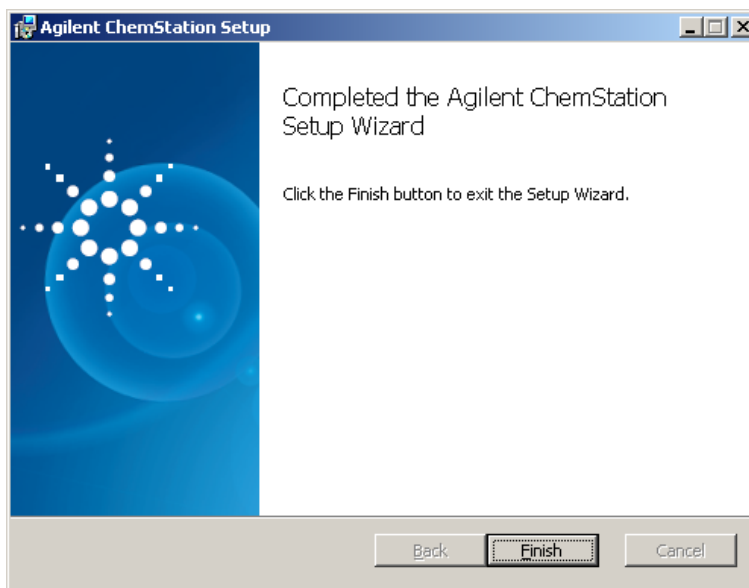 Agilent ChemStation Setup
Completed the Agilent ChemStation
Setup Wizard
Click the Finish button to exit the Setup Wizard.
Back Finish Cancel